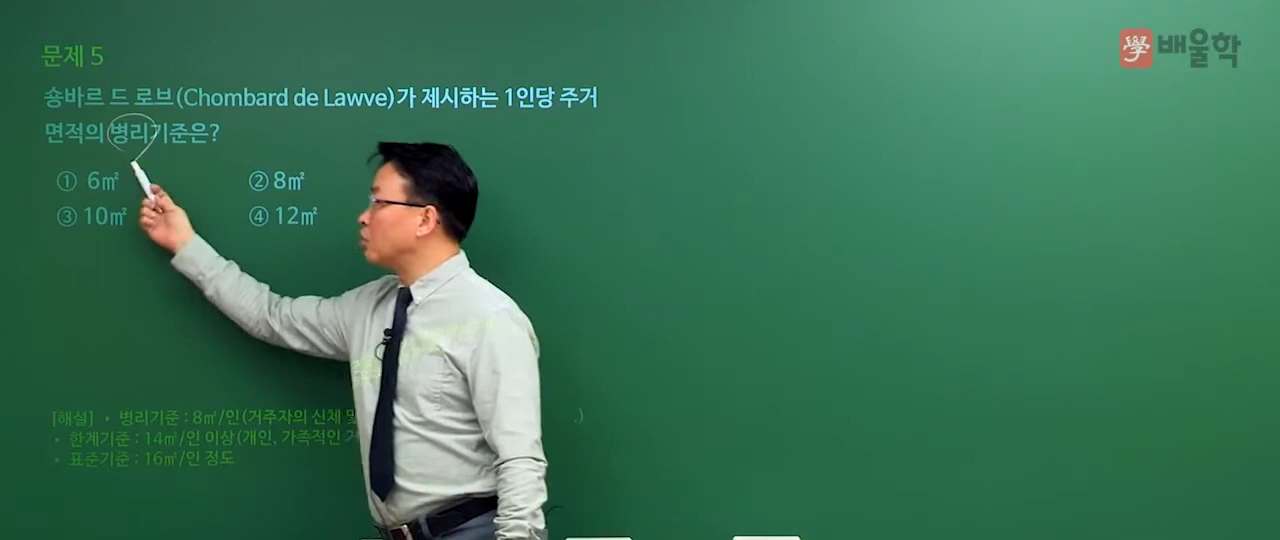 學 배울학
문제 5
숑바르 드 로브(Chombard de Lawve)가 제시하는 1인당 주거
면적의 병리기준은?
① 6㎡ ② 8㎡
③ 10㎡ ④ 12㎡
[해설] • 병리기준 : 8㎡/인(거주자의 신체 및 .)
• 한계기준 : 14㎡/인 이상(개인, 가족적인
• 표준기준 : 16㎡/인 정도